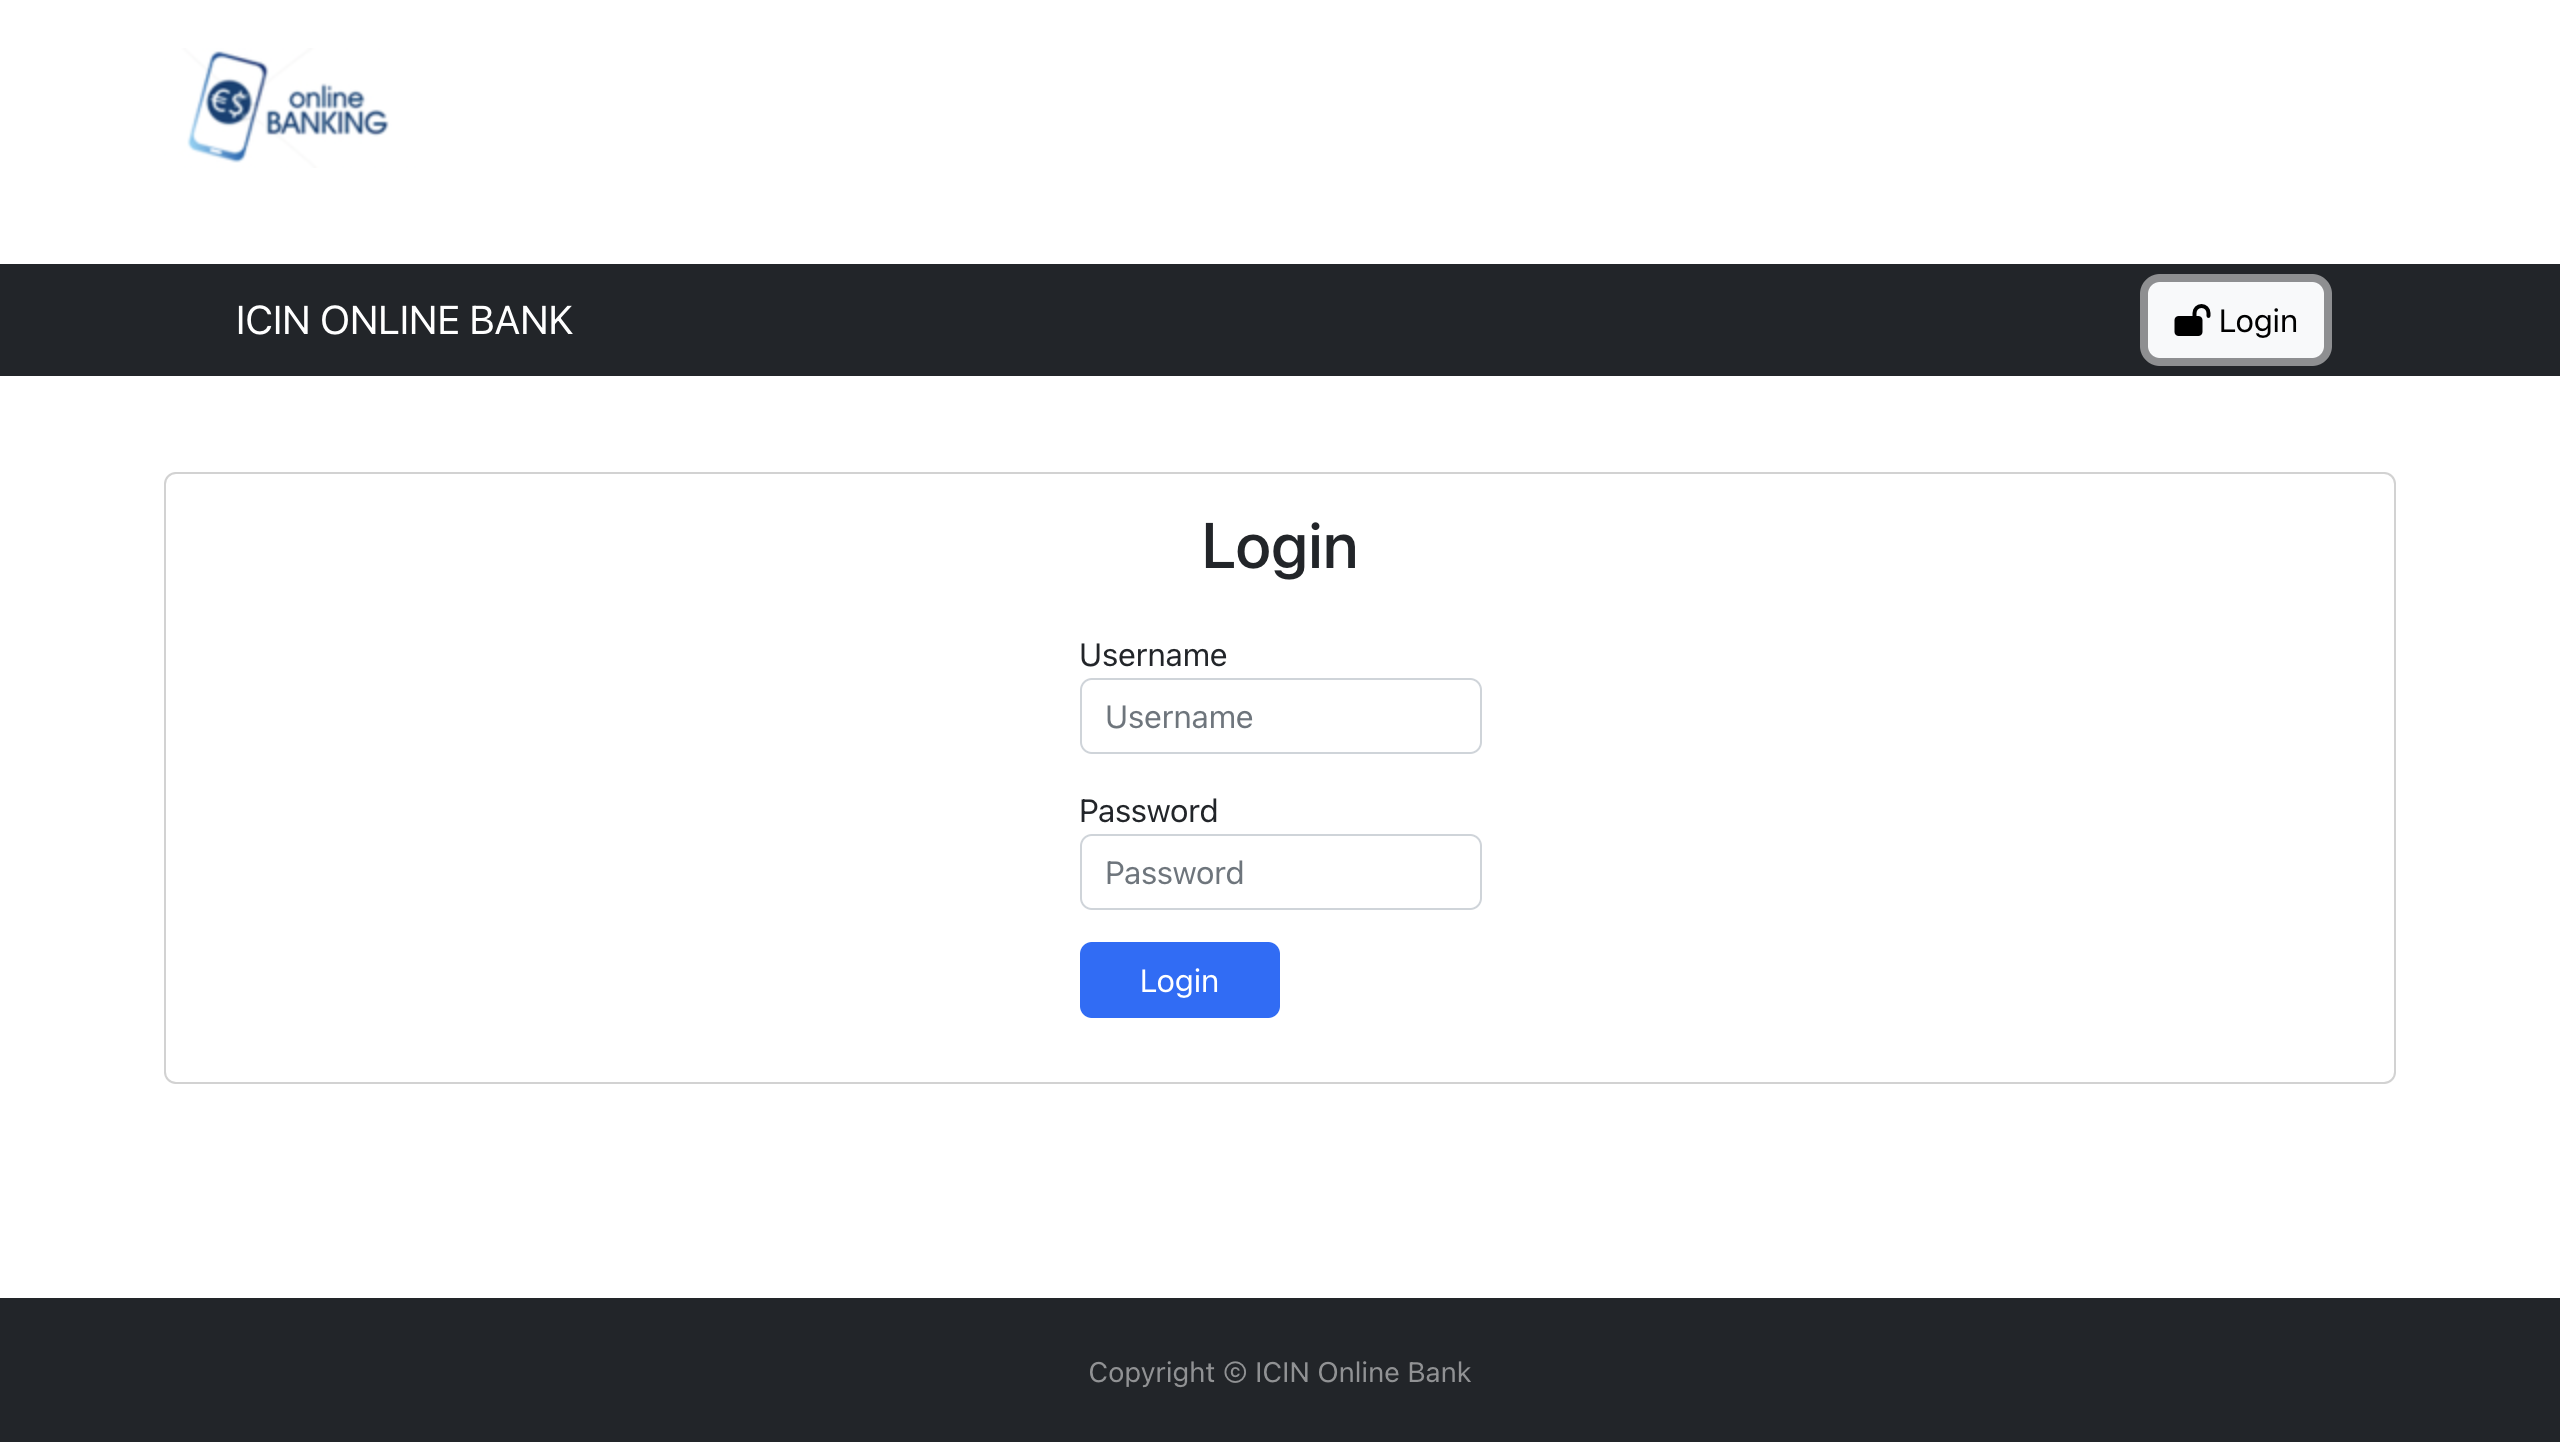 €$
online
BANKING
ICIN ONLINE BANK
Login
Login
Username
Username
Password
Password
Login
Copyright © ICIN Online Bank